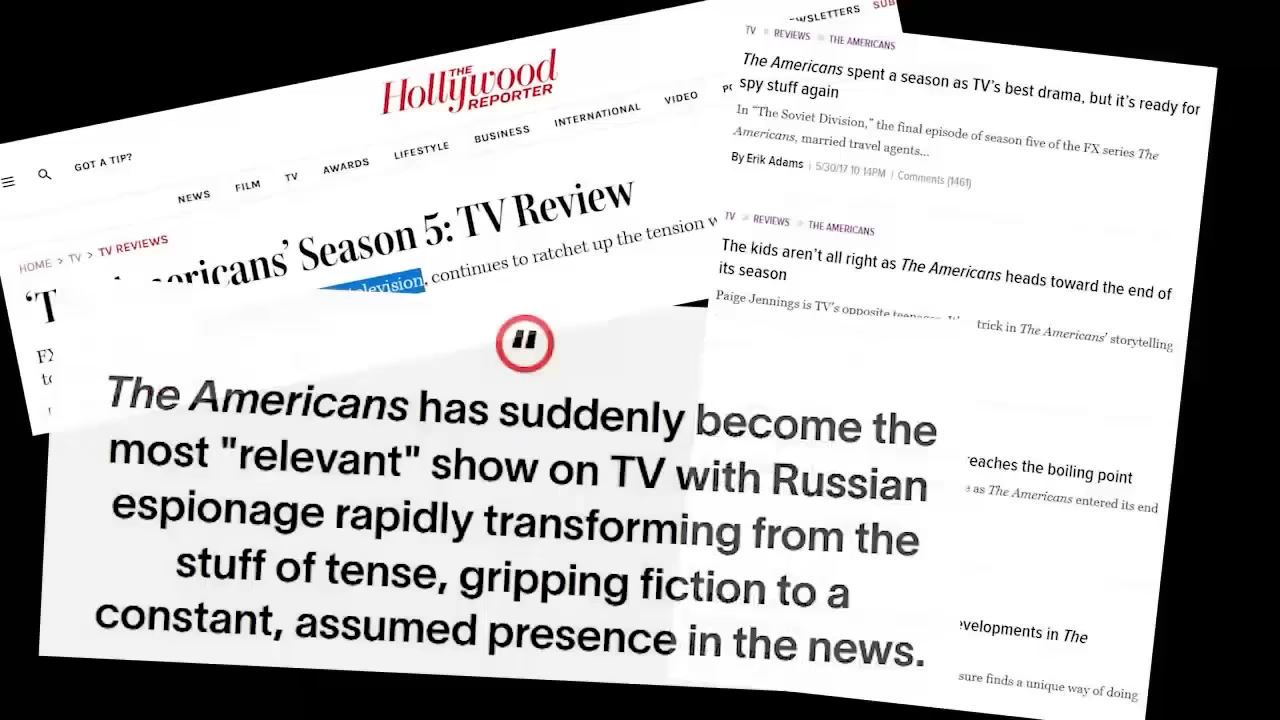 THE
Hollywood
REPORTER
GOT A TIP?
NEWS FILM TV AWARDS LIFESTYLE BUSINESS INTERNATIONAL VIDEO
HOME > TV > TV REVIEWS
Season 5: TV Review
, continues to ratchet up the tension
NEWSLETTERS
TV REVIEWS THE AMERICANS
The Americans spent a season as TV's best drama, but it's ready for
spy stuff again
In “The Soviet Division,” the final episode of season five of the FX series The
Americans, married travel agents...
By Erik Adams | 5/30/17 10:14PM | Comments (1461)
TV REVIEWS THE AMERICANS
The kids aren't all right as The Americans heads toward the end of
its season
Paige Jennings is TV's opposite
trick in The Americans' storytelling
“
The Americans has suddenly become the
most "relevant" show on TV with Russian
espionage rapidly transforming from the
stuff of tense, gripping fiction to a
constant, assumed presence in the news.
the boiling point
as The Americans entered its end
in The
finds a unique way of doing